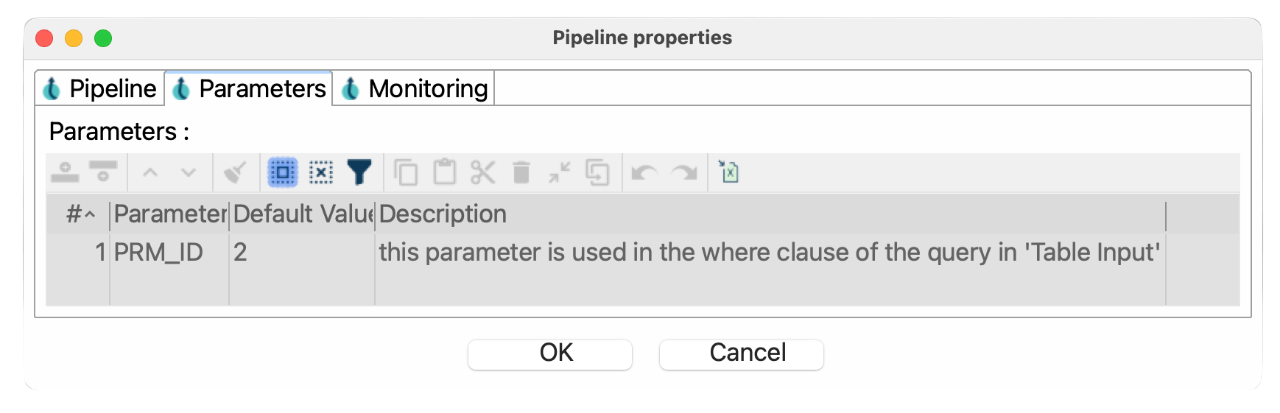 Pipeline properties
Pipeline Parameters Monitoring
Parameters :
# Parameter Default Value Description
1 PRM_ID 2 this parameter is used in the where clause of the query in 'Table Input'
OK Cancel